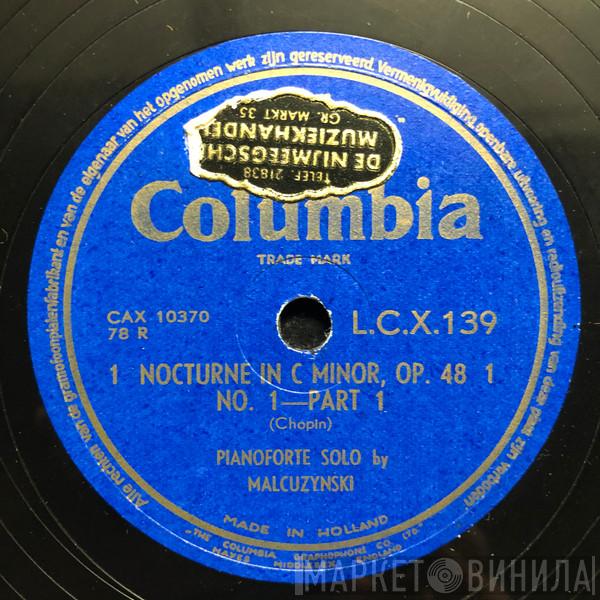 Alle rechten van de gramofoonplatenfabrikant en van de eigenaar van het opgenomen werk zijn gereserveerd. Vermenigvuldiging, openbare uitvoering en radiouitzending van deze plaat zijn verboden.
TELEF. 21838
DE NIJMEEGSCHE
MUZIEKHANDEL
GR. MARKT 35
Columbia
TRADE MARK
CAX 10370
78 R
L.C.X.139
1 NOCTURNE IN C MINOR, OP. 48 1
NO. 1—PART 1
(Chopin)
PIANOFORTE SOLO by
MALCUZYNSKI
MADE IN HOLLAND
"THE COLUMBIA GRAPHOPHONE CO. LTD."
HAYES MIDDLESEX ENGLAND
МАРКЕТ ВИНИЛА